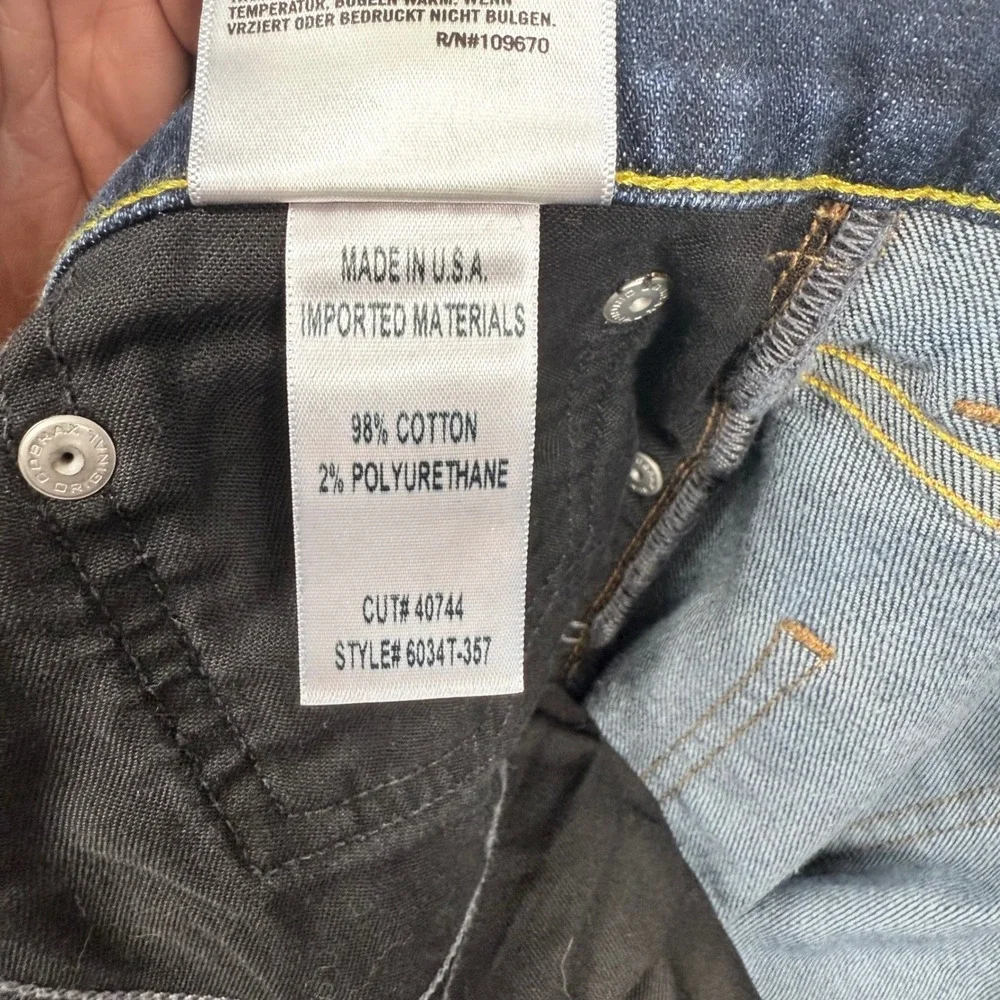 TEMPERATUR, BÜGELN WARM. WENN
VRZIERT ODER BEDRUCKT NICHT BULGEN.
R/N#109670
MADE IN U.S.A.
IMPORTED MATERIALS
98% COTTON
2% POLYURETHANE
CUT# 40744
STYLE# 6034T-357